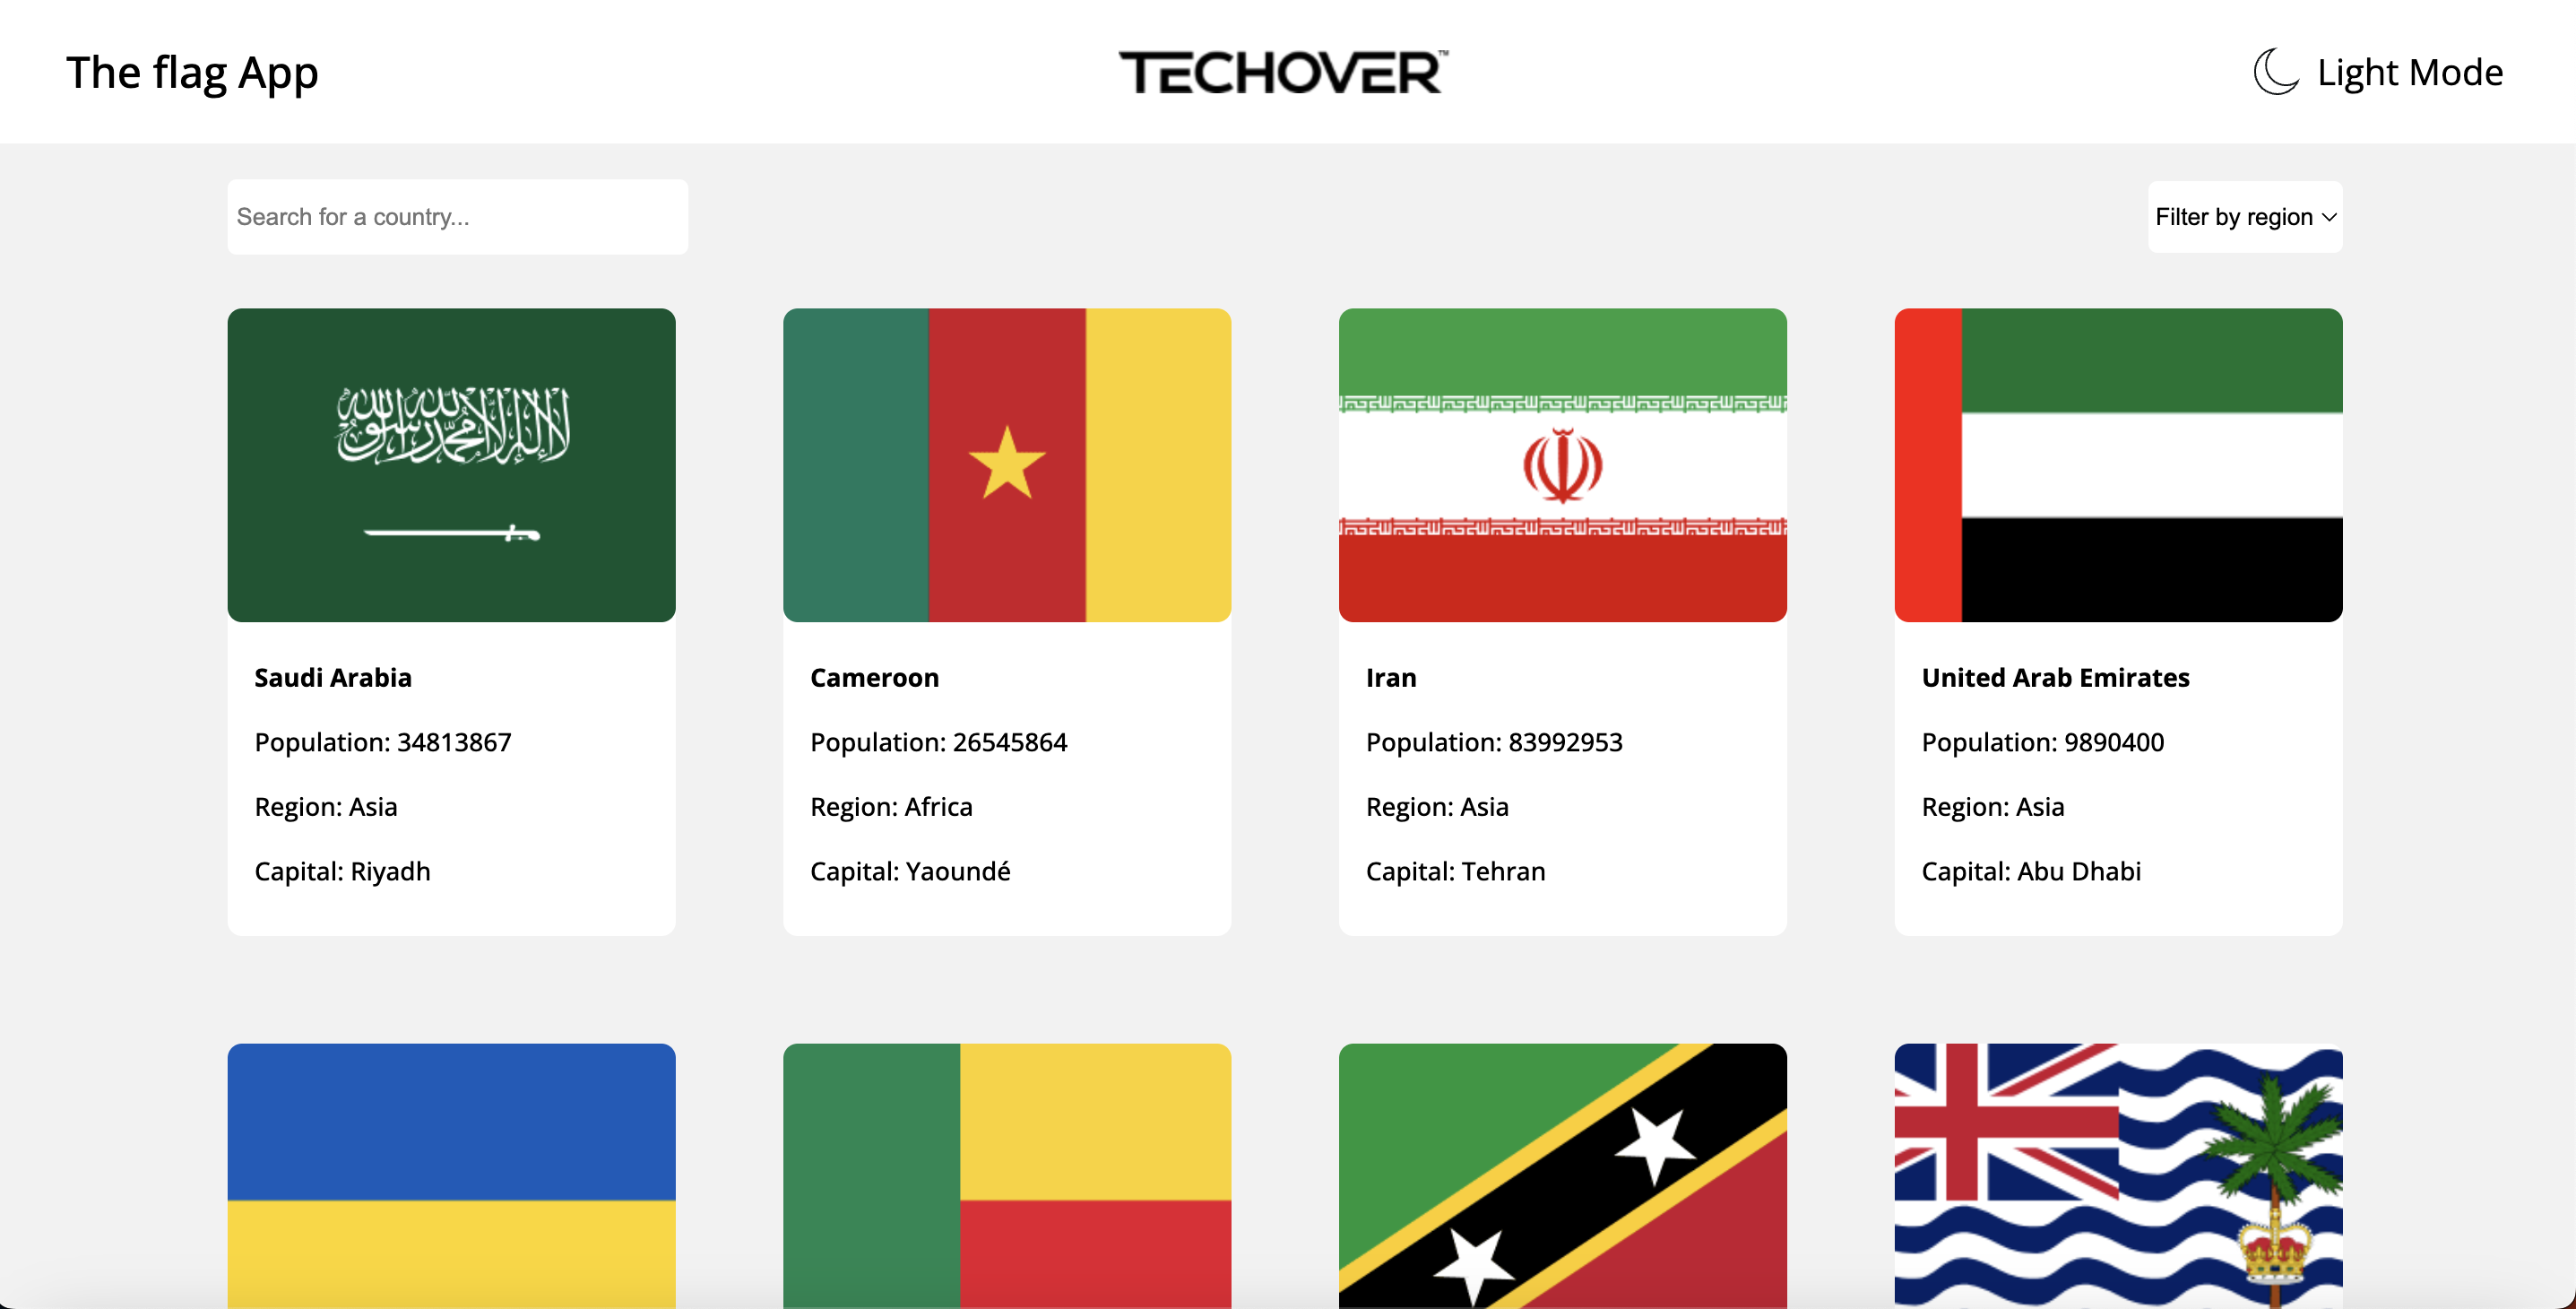 The flag App
TECHOVER™
Light Mode
Search for a country...
Filter by region
لا إله إلا الله محمد رسول الله
Saudi Arabia
Population: 34813867
Region: Asia
Capital: Riyadh
Cameroon
Population: 26545864
Region: Africa
Capital: Yaoundé
Iran
Population: 83992953
Region: Asia
Capital: Tehran
United Arab Emirates
Population: 9890400
Region: Asia
Capital: Abu Dhabi